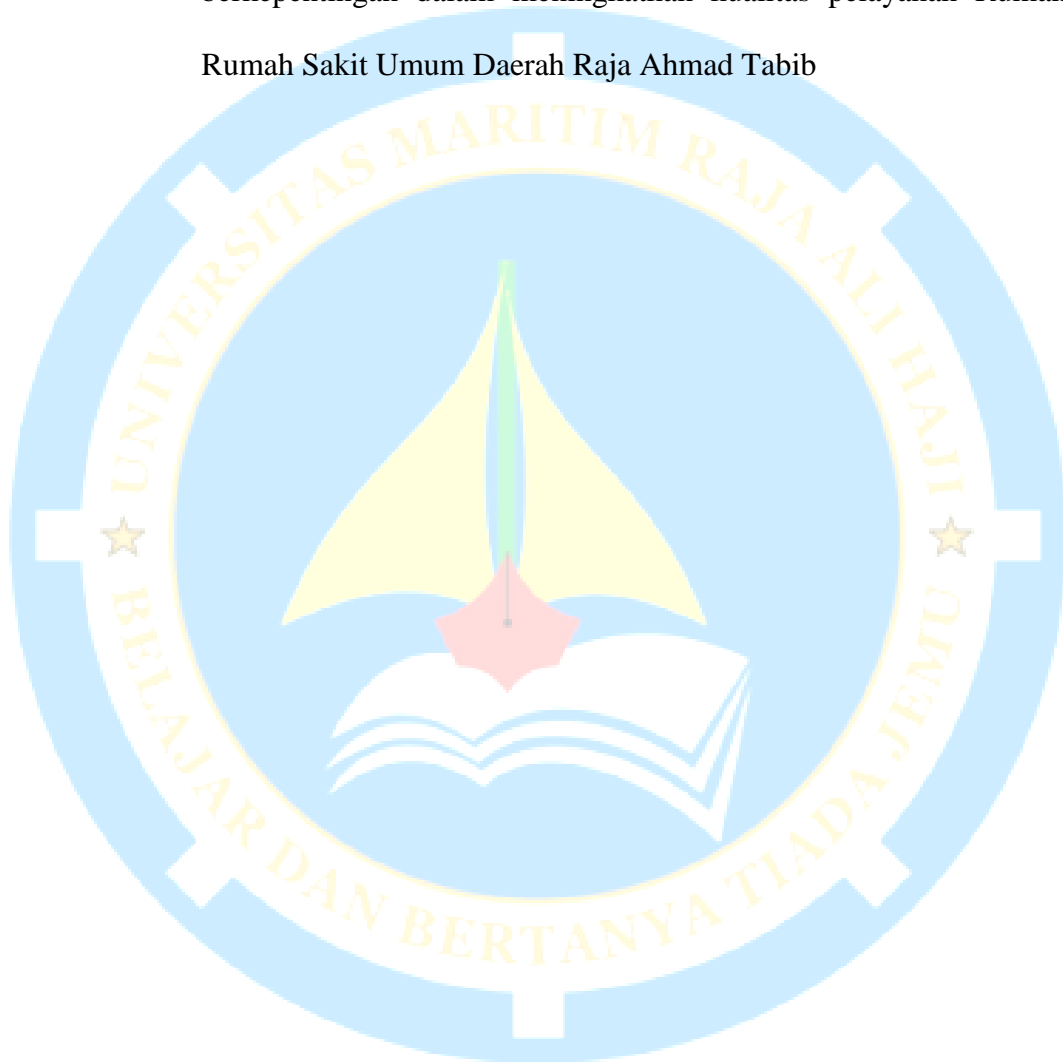 berkepentingan dalam meningkatkan kualitas pelayanan Rumah
Rumah Sakit Umum Daerah Raja Ahmad Tabib
UNIVERSITAS MARITIM RAJA ALI HAJI
BELAJAR DAN BERTANYA TIADA JEMU